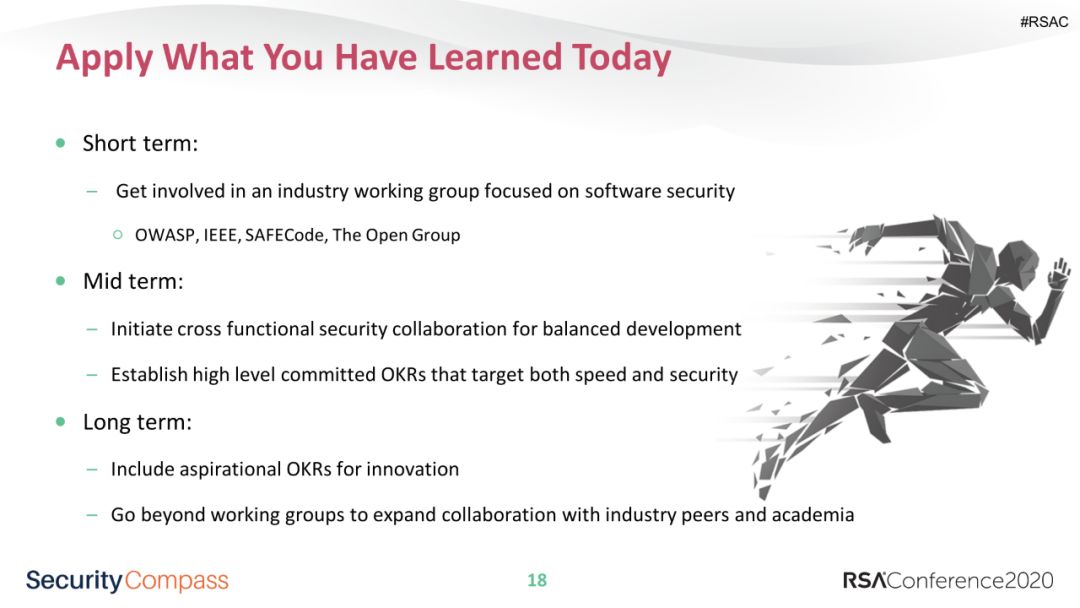 #RSAC
Apply What You Have Learned Today
• Short term:
– Get involved in an industry working group focused on software security
○ OWASP, IEEE, SAFECode, The Open Group
• Mid term:
– Initiate cross functional security collaboration for balanced development
– Establish high level committed OKRs that target both speed and security
• Long term:
– Include aspirational OKRs for innovation
– Go beyond working groups to expand collaboration with industry peers and academia
SecurityCompass
18
RSAConference2020